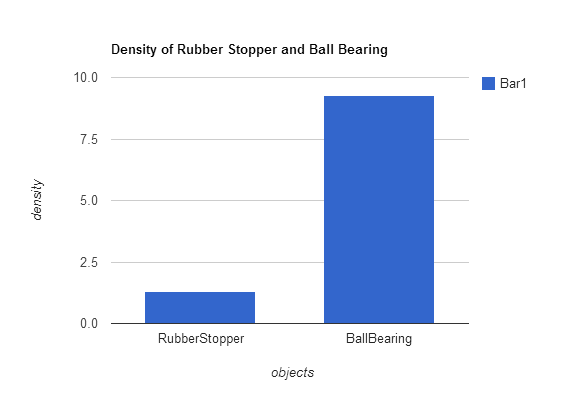 Density of Rubber Stopper and Ball Bearing
10.0
7.5
5.0
2.5
0.0
density
Bar1
RubberStopper
BallBearing
objects